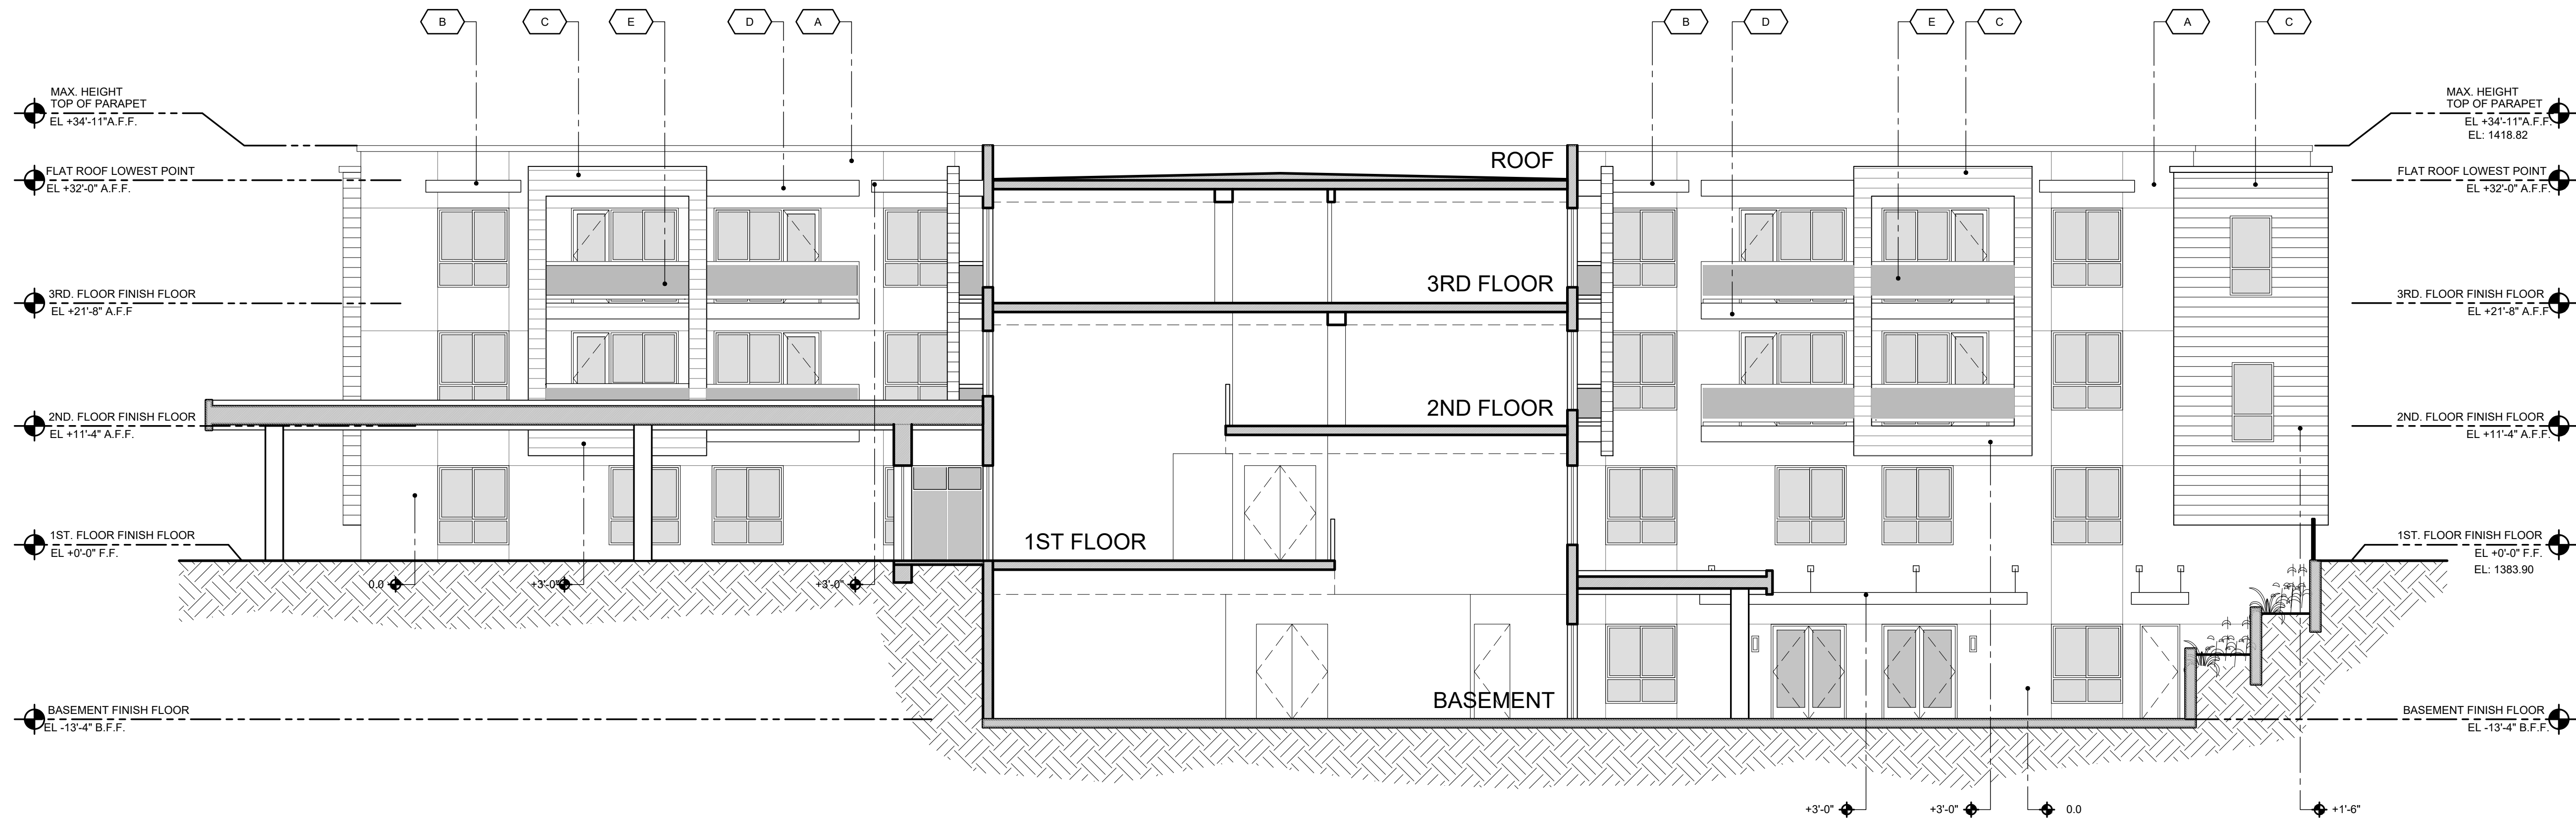 B
C
E
D
A
B
D
E
C
A
C
MAX. HEIGHT
TOP OF PARAPET
EL +34'-11"A.F.F.
MAX. HEIGHT
TOP OF PARAPET
EL +34'-11"A.F.F.
EL: 1418.82
ROOF
FLAT ROOF LOWEST POINT
EL +32'-0" A.F.F.
FLAT ROOF LOWEST POINT
EL +32'-0" A.F.F.
3RD FLOOR
3RD. FLOOR FINISH FLOOR
EL +21'-8" A.F.F
3RD. FLOOR FINISH FLOOR
EL +21'-8" A.F.F
2ND FLOOR
2ND. FLOOR FINISH FLOOR
EL +11'-4" A.F.F.
2ND. FLOOR FINISH FLOOR
EL +11'-4" A.F.F.
1ST FLOOR
1ST. FLOOR FINISH FLOOR
EL +0'-0" F.F.
1ST. FLOOR FINISH FLOOR
EL +0'-0" F.F.
EL: 1383.90
0.0
+3'-0"
+3'-0"
BASEMENT
BASEMENT FINISH FLOOR
EL -13'-4" B.F.F.
BASEMENT FINISH FLOOR
EL -13'-4" B.F.F.
+3'-0"
+3'-0"
0.0
+1'-6"